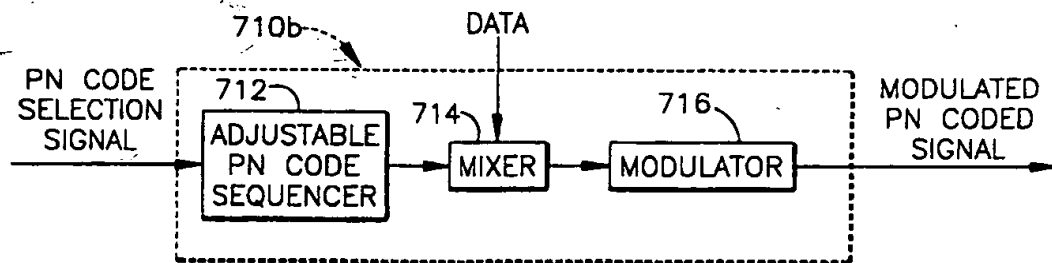 710b
DATA
PN CODE
SELECTION
SIGNAL
712
ADJUSTABLE
PN CODE
SEQUENCER
714
MIXER
716
MODULATOR
MODULATED
PN CODED
SIGNAL